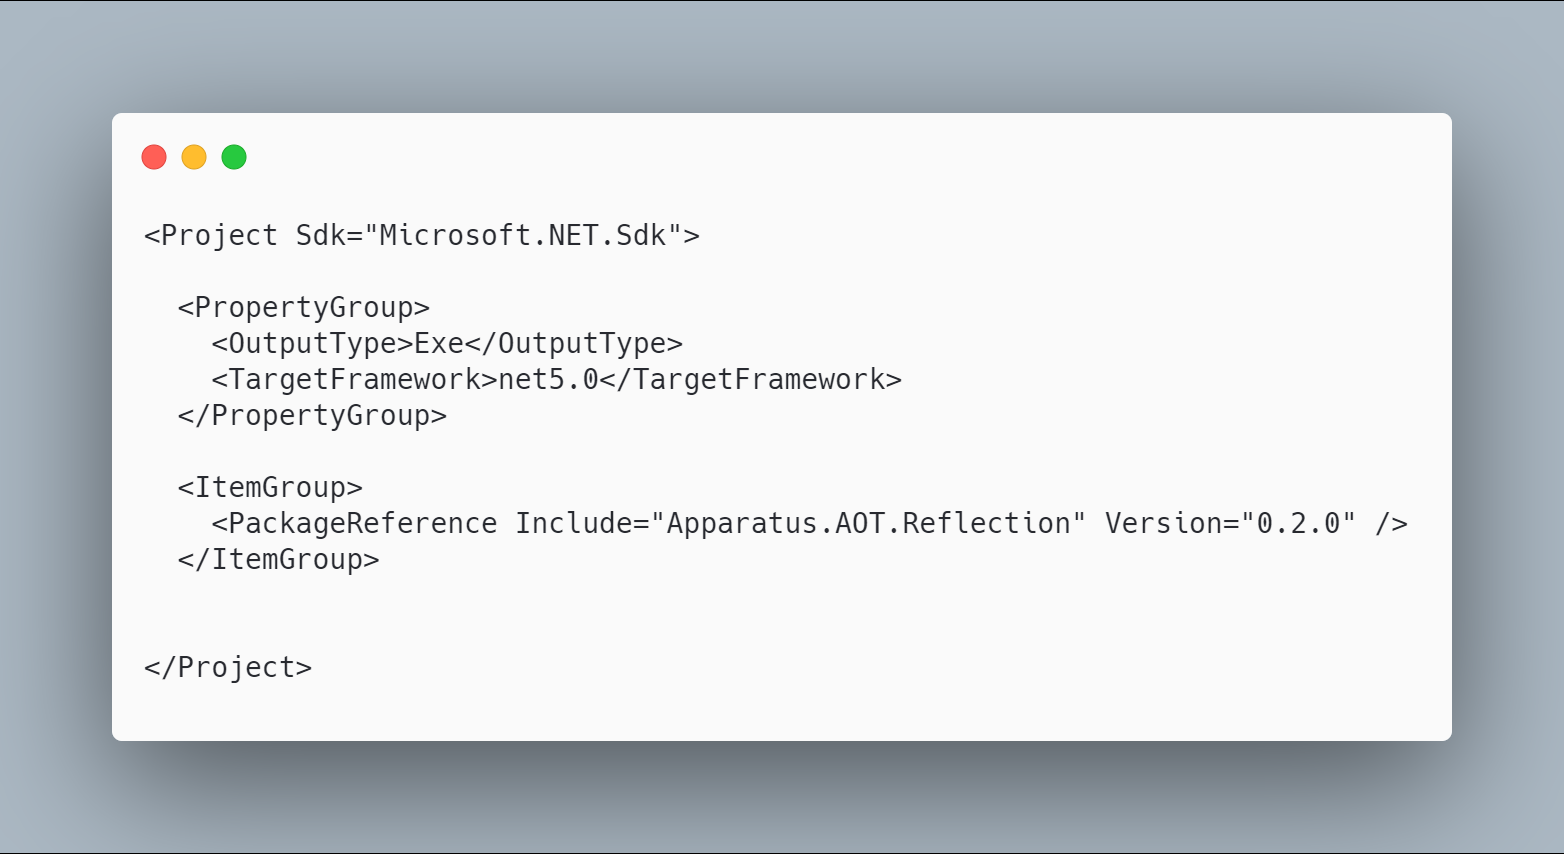 <Project Sdk="Microsoft.NET.Sdk">
  <PropertyGroup>
    <OutputType>Exe</OutputType>
    <TargetFramework>net5.0</TargetFramework>
  </PropertyGroup>
  <ItemGroup>
    <PackageReference Include="Apparatus.AOT.Reflection" Version="0.2.0" />
  </ItemGroup>
</Project>